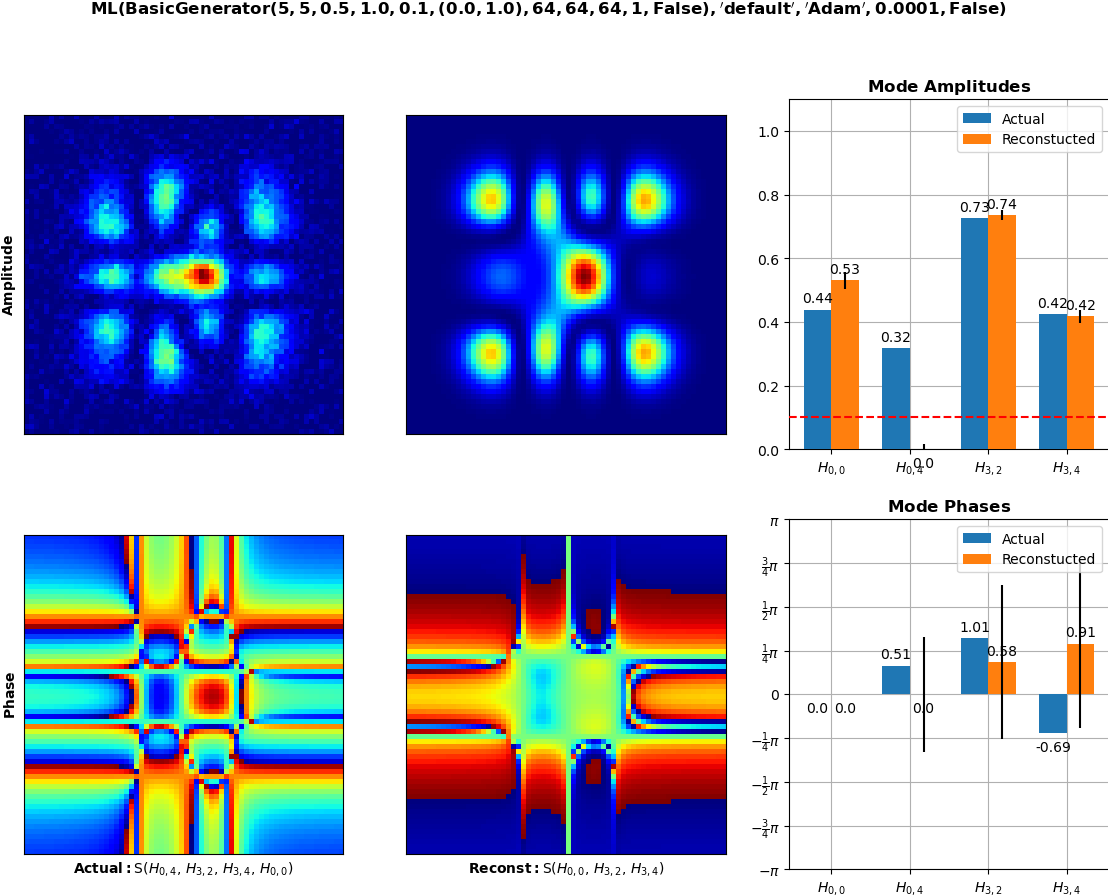 ML(BasicGenerator(5, 5, 0.5, 1.0, 0.1, (0.0, 1.0), 64, 64, 64, 1, False), 'default', 'Adam', 0.0001, False)
Mode Amplitudes
Amplitude
1.0
0.8
0.6
0.4
0.2
0.0
Actual
Reconstucted
0.44
0.53
0.32
0.0
0.73
0.74
0.42
0.42
H0,0
H0,4
H3,2
H3,4
Mode Phases
Phase
π
3/4π
1/2π
1/4π
0
−1/4π
−1/2π
−3/4π
−π
Actual
Reconstucted
0.0
0.0
0.51
0.0
1.01
0.58
-0.69
0.91
H0,0
H0,4
H3,2
H3,4
Actual: S(H0,4, H3,2, H3,4, H0,0)
Reconst: S(H0,0, H3,2, H3,4)